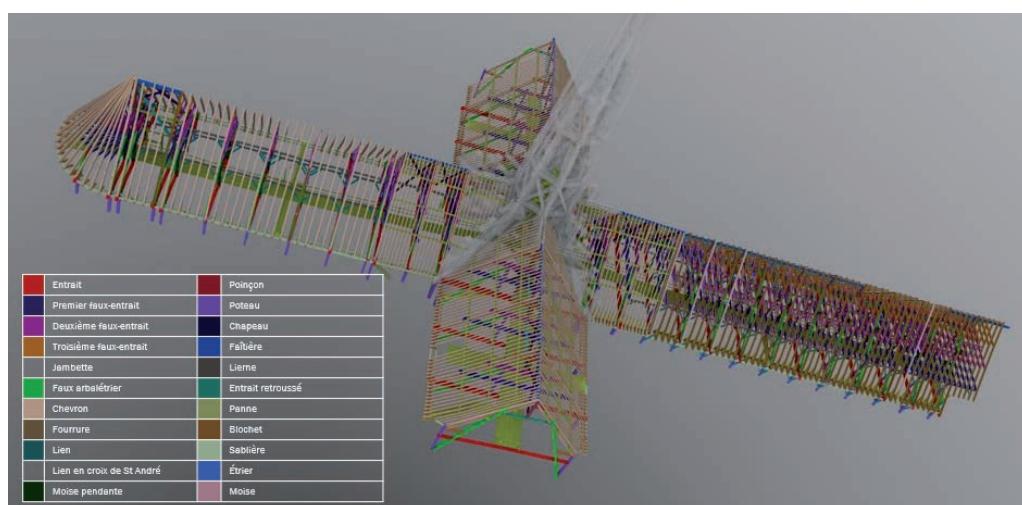 Entrait Poinçon
Premier faux-entrait Poteau
Deuxième faux-entrait Chapeau
Troisième faux-entrait Faîtière
Jambette Lierne
Faux arbalétrier Entrait retroussé
Chevron Panne
Fourrure Blochet
Lien Sablière
Lien en croix de St André Étrier
Moise pendante Moise